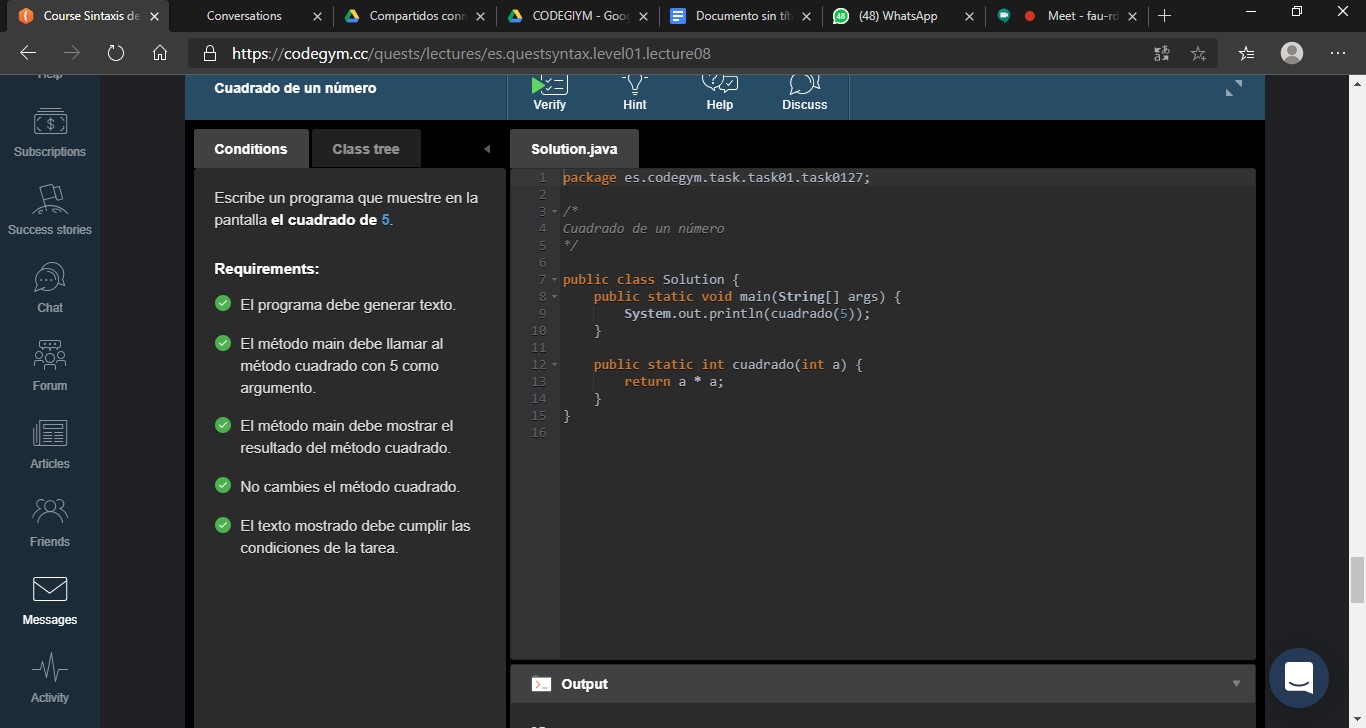 Course Sintaxis de
Conversations
Compartidos con
CODEGIYM - Goo
Documento sin tít
48
(48) WhatsApp
Meet - fau-rd
https://codegym.cc/quests/lectures/es.questsyntax.level01.lecture08
Help
Subscriptions
Success stories
Chat
Forum
Articles
Friends
Messages
Activity
Cuadrado de un número
Verify
Hint
Help
Discuss
Conditions
Class tree
Escribe un programa que muestre en la
pantalla el cuadrado de 5.
Requirements:
El programa debe generar texto.
El método main debe llamar al
método cuadrado con 5 como
argumento.
El método main debe mostrar el
resultado del método cuadrado.
No cambies el método cuadrado.
El texto mostrado debe cumplir las
condiciones de la tarea.
Solution.java
1 package es.codegym.task.task01.task0127;
2
3 /*
4 Cuadrado de un número
5 */
6
7 public class Solution {
8 public static void main(String[] args) {
9 System.out.println(cuadrado(5));
10 }
11
12 public static int cuadrado(int a) {
13 return a * a;
14 }
15 }
16
Output